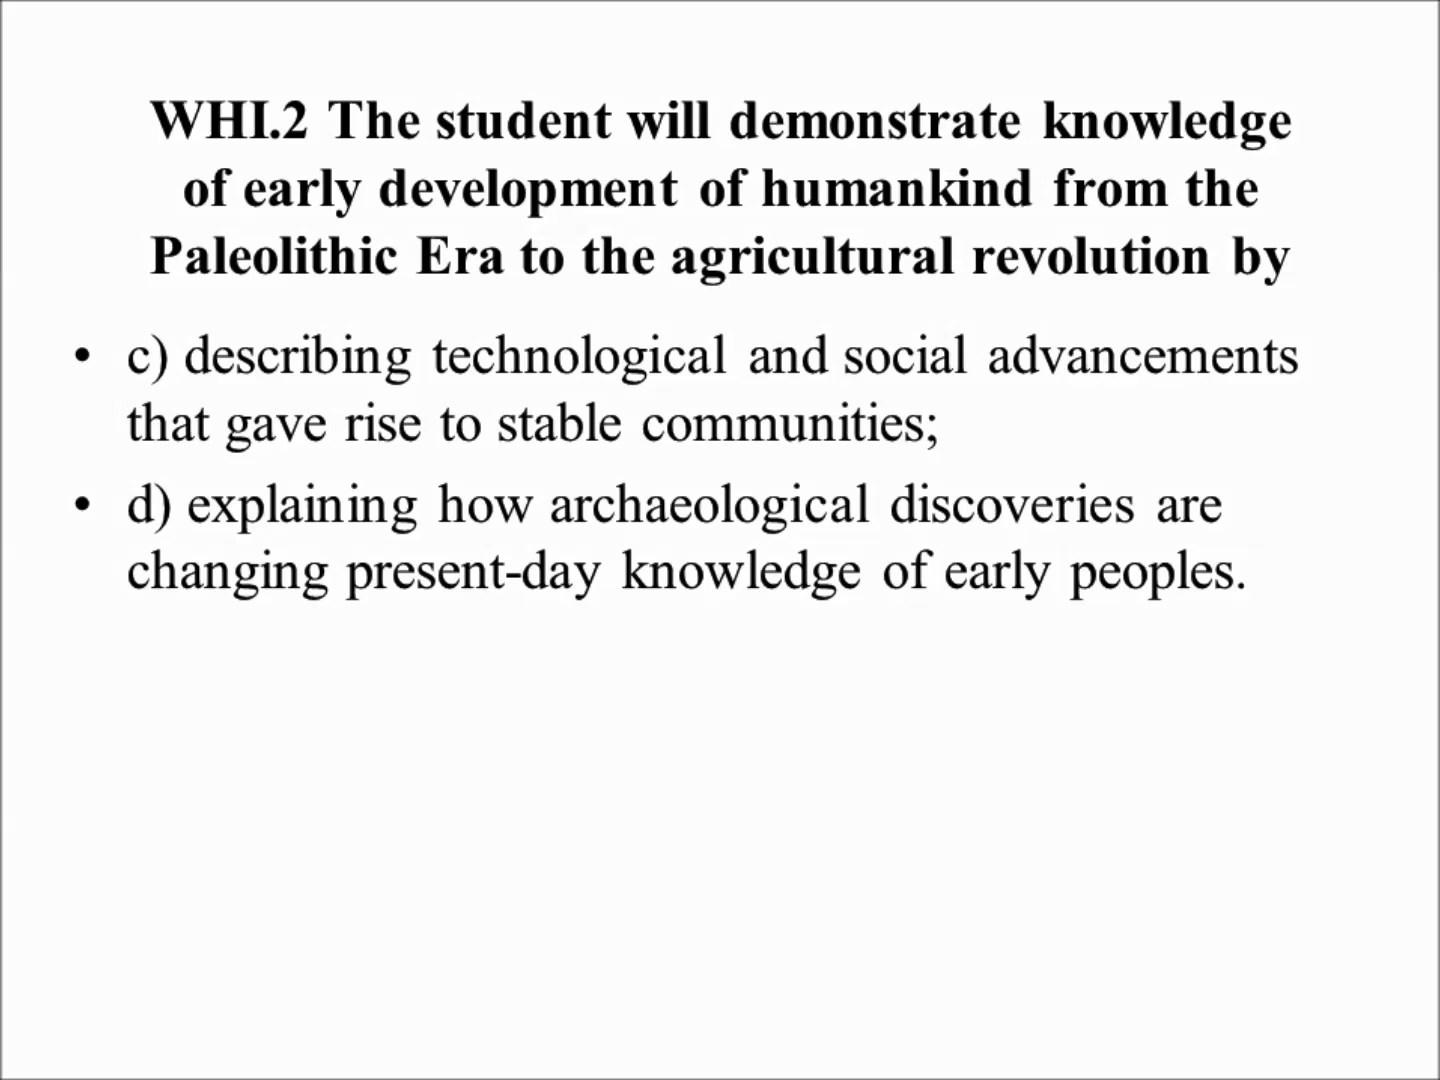 WHI.2 The student will demonstrate knowledge
of early development of humankind from the
Paleolithic Era to the agricultural revolution by
• c) describing technological and social advancements
that gave rise to stable communities;
• d) explaining how archaeological discoveries are
changing present-day knowledge of early peoples.